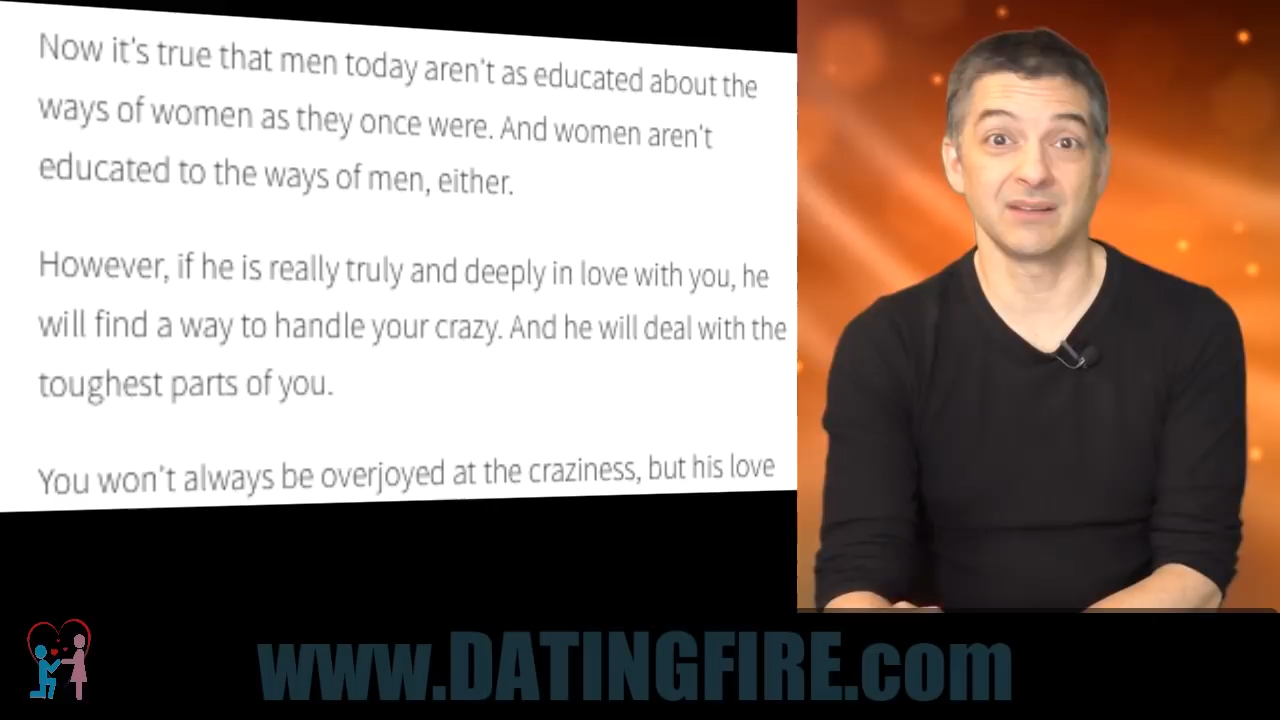 Now it's true that men today aren't as educated about the
ways of women as they once were. And women aren't
educated to the ways of men, either.
However, if he is really truly and deeply in love with you, he
will find a way to handle your crazy. And he will deal with the
toughest parts of you.
You won't always be overjoyed at the craziness, but his love
www.DATINGFIRE.com